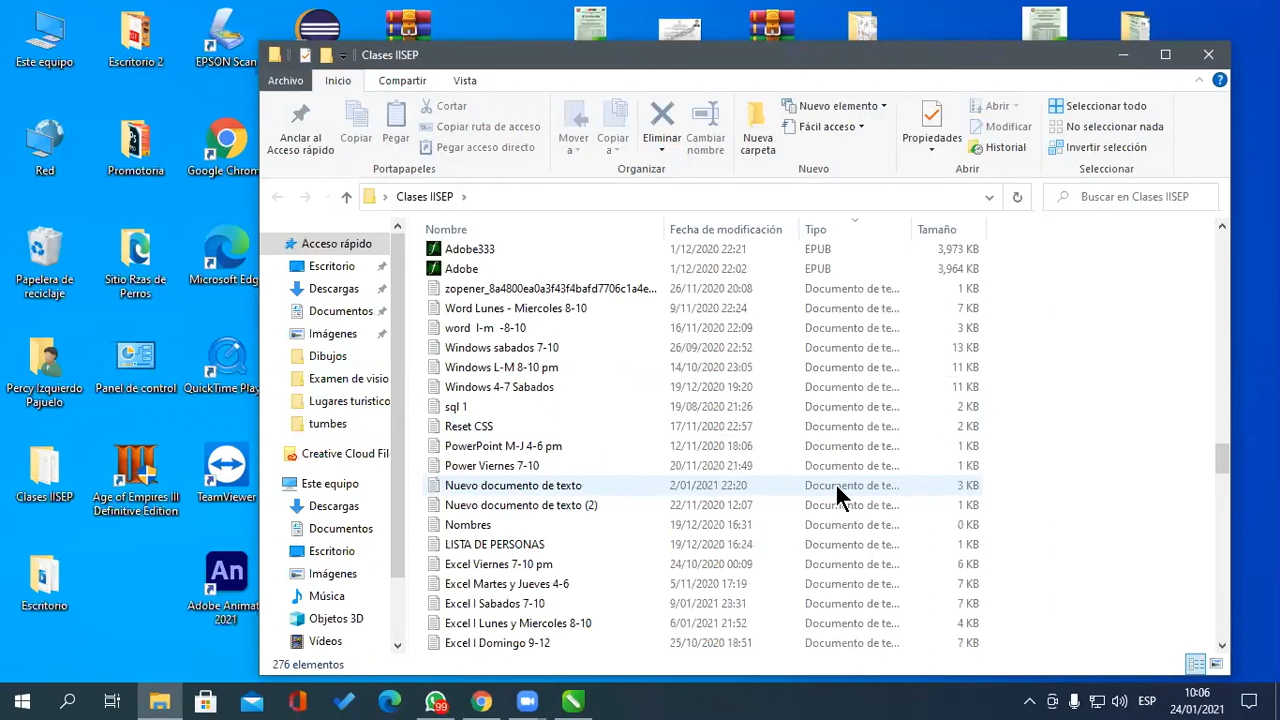 Este equipo
Escritorio 2
EPSON Scan
Clases IISEP
Archivo
Inicio
Compartir
Vista
Anclar al
Acceso rápido
Copiar
Pegar
Cortar
Copiar ruta de acceso
Pegar acceso directo
Mover
a
Copiar
a
Eliminar
Cambiar
nombre
Nueva
carpeta
Nuevo elemento
Fácil acceso
Propiedades
Abrir
Modificar
Historial
Seleccionar todo
No seleccionar nada
Invertir selección
Portapapeles
Organizar
Nuevo
Abrir
Seleccionar
Clases IISEP
Buscar en Clases IISEP
Red
Promotoria
Google Chrom
Papelera de
reciclaje
Sitio Rzas de
Perros
Microsoft Edg
Percy Izquierdo
Pajuelo
Panel de control
QuickTime Play
Clases IISEP
Age of Empires III
Definitive Edition
TeamViewer
Escritorio
An
Adobe Animat
2021
Acceso rápido
Escritorio
Descargas
Documentos
Imágenes
Dibujos
Examen de visio
Lugares turistico
tumbes
Creative Cloud Fil
Este equipo
Descargas
Documentos
Escritorio
Imágenes
Música
Objetos 3D
Vídeos
Nombre Fecha de modificación Tipo Tamaño
Adobe333 1/12/2020 22:21 EPUB 3,973 KB
Adobe 1/12/2020 22:02 EPUB 3,964 KB
zopener_8a4800ea0a3f43f4bafd7706c1a4e... 26/11/2020 20:08 Documento de te... 1 KB
Word Lunes - Miercoles 8-10 9/11/2020 22:24 Documento de te... 7 KB
word l-m -8-10 16/11/2020 22:09 Documento de te... 3 KB
Windows sabados 7-10 26/09/2020 22:52 Documento de te... 13 KB
Windows L-M 8-10 pm 14/10/2020 23:05 Documento de te... 11 KB
Windows 4-7 Sabados 19/12/2020 19:20 Documento de te... 11 KB
sql 1 19/08/2020 21:26 Documento de te... 2 KB
Reset CSS 17/11/2020 22:57 Documento de te... 2 KB
PowerPoint M-J 4-6 pm 12/11/2020 18:06 Documento de te... 1 KB
Power Viernes 7-10 20/11/2020 21:49 Documento de te... 1 KB
Nuevo documento de texto 2/01/2021 22:20 Documento de te... 3 KB
Nuevo documento de texto (2) 22/11/2020 12:07 Documento de te... 1 KB
Nombres 19/12/2020 16:31 Documento de te... 0 KB
LISTA DE PERSONAS 19/12/2020 16:24 Documento de te... 1 KB
Excel Viernes 7-10 pm 24/10/2020 08:09 Documento de te... 6 KB
Excel Martes y Jueves 4-6 5/11/2020 17:19 Documento de te... 7 KB
Excel I Sabados 7-10 9/01/2021 23:31 Documento de te... 7 KB
Excel I Lunes y Miercoles 8-10 6/01/2021 21:52 Documento de te... 4 KB
Excel I Domingo 9-12 25/10/2020 18:51 Documento de te... 7 KB
276 elementos
99
ESP
10:06
24/01/2021